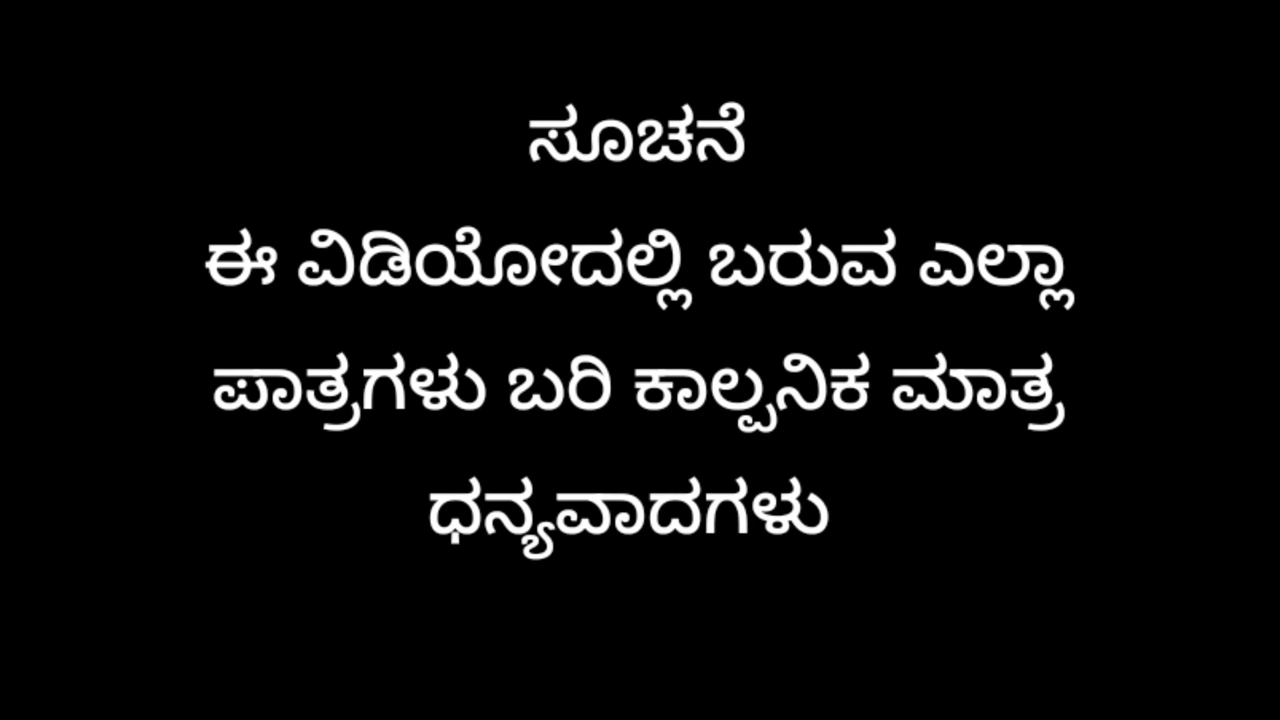 ಸೂಚನೆ
ಈ ವಿಡಿಯೋದಲ್ಲಿ ಬರುವ ಎಲ್ಲಾ
ಪಾತ್ರಗಳು ಬರಿ ಕಾಲ್ಪನಿಕ ಮಾತ್ರ
ಧನ್ಯವಾದಗಳು